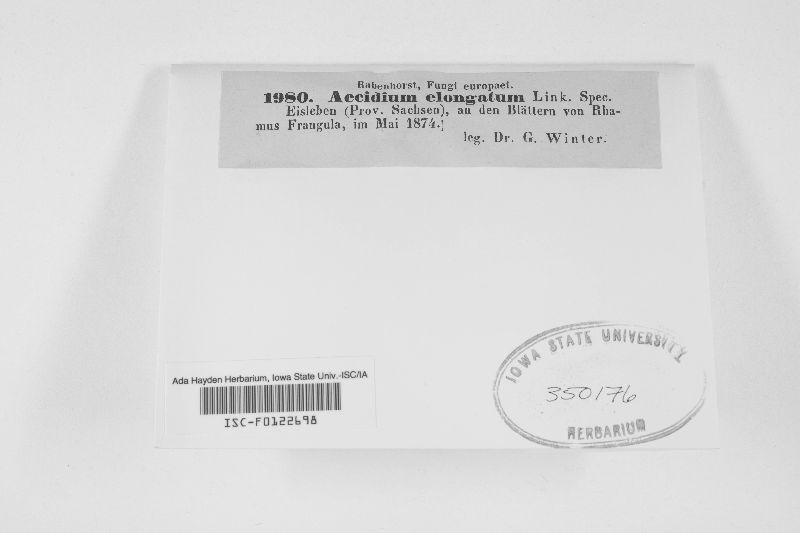 Rabenhorst, Fungi europaei.
1980. Aecidium elongatum Link. Spec.
Eisleben (Prov. Sachsen), an den Blättern von Rha-
mus Frangula, im Mai 1874.
leg. Dr. G. Winter.
IOWA STATE UNIVERSITY
350176
HERBARIUM
Ada Hayden Herbarium, Iowa State Univ.-ISC/IA
ISC-F0122698